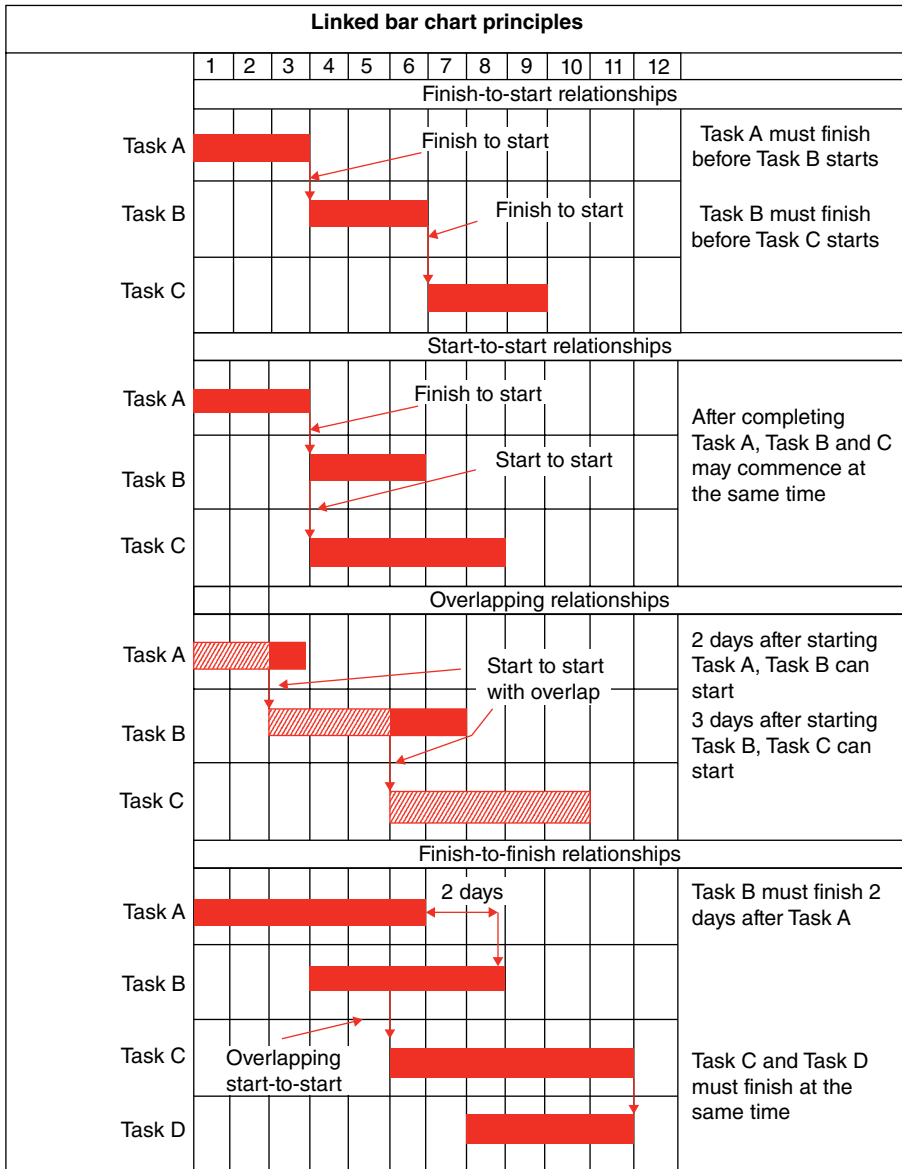 Linked bar chart principles
1 2 3 4 5 6 7 8 9 10 11 12
Finish-to-start relationships
Task A
Finish to start
Task A must finish
before Task B starts
Task B
Finish to start
Task B must finish
before Task C starts
Task C
Start-to-start relationships
Task A
Finish to start
After completing
Task A, Task B and C
may commence at
the same time
Task B
Start to start
Task C
Overlapping relationships
Task A
Start to start
with overlap
2 days after starting
Task A, Task B can
start
Task B
3 days after starting
Task B, Task C can
start
Task C
Finish-to-finish relationships
Task A
2 days
Task B must finish 2
days after Task A
Task B
Overlapping
start-to-start
Task C
Task C and Task D
must finish at the
same time
Task D